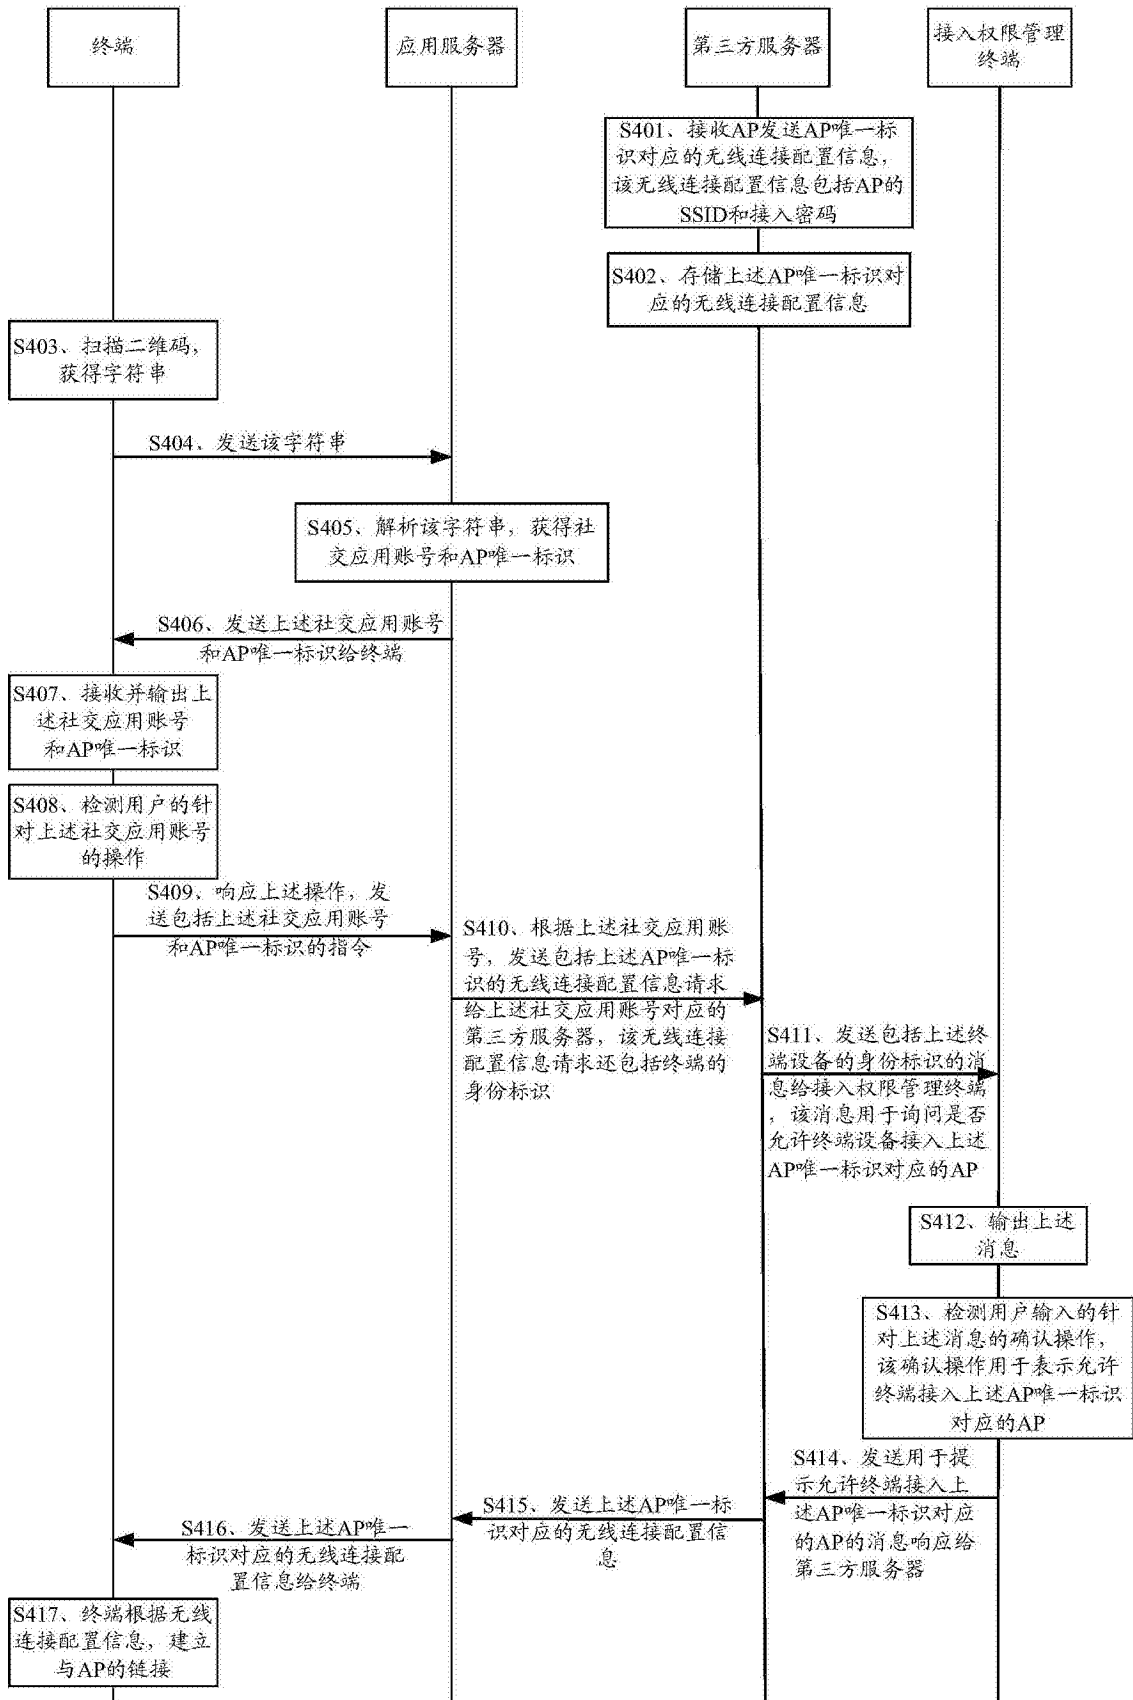 终端
应用服务器
第三方服务器
接入权限管理
终端
S401、接收AP发送AP唯一标
识对应的无线连接配置信息，
该无线连接配置信息包括AP的
SSID和接入密码
S402、存储上述AP唯一标识对
应的无线连接配置信息
S403、扫描二维码，
获得字符串
S404、发送该字符串
S405、解析该字符串，获得社
交应用账号和AP唯一标识
S406、发送上述社交应用账号
和AP唯一标识给终端
S407、接收并输出上
述社交应用账号
和AP唯一标识
S408、检测用户的针
对上述社交应用账号
的操作
S409、响应上述操作，发
送包括上述社交应用账号
和AP唯一标识的指令
S410、根据上述社交应用账
号，发送包括上述AP唯一标
识的无线连接配置信息请求
给上述社交应用账号对应的
第三方服务器，该无线连接
配置信息请求还包括终端的
身份标识
S411、发送包括上述终
端设备的身份标识的消
息给接入权限管理终端
，该消息用于询问是否
允许终端设备接入上述
AP唯一标识对应的AP
S412、输出上述
消息
S413、检测用户输入的针
对上述消息的确认操作，
该确认操作用于表示允许
终端接入上述AP唯一标识
对应的AP
S414、发送用于提
示允许终端接入上
述AP唯一标识对应
的AP的消息响应给
第三方服务器
S415、发送上述AP唯一标
识对应的无线连接配置信
息
S416、发送上述AP唯一
标识对应的无线连接配
置信息给终端
S417、终端根据无线
连接配置信息，建立
与AP的链接